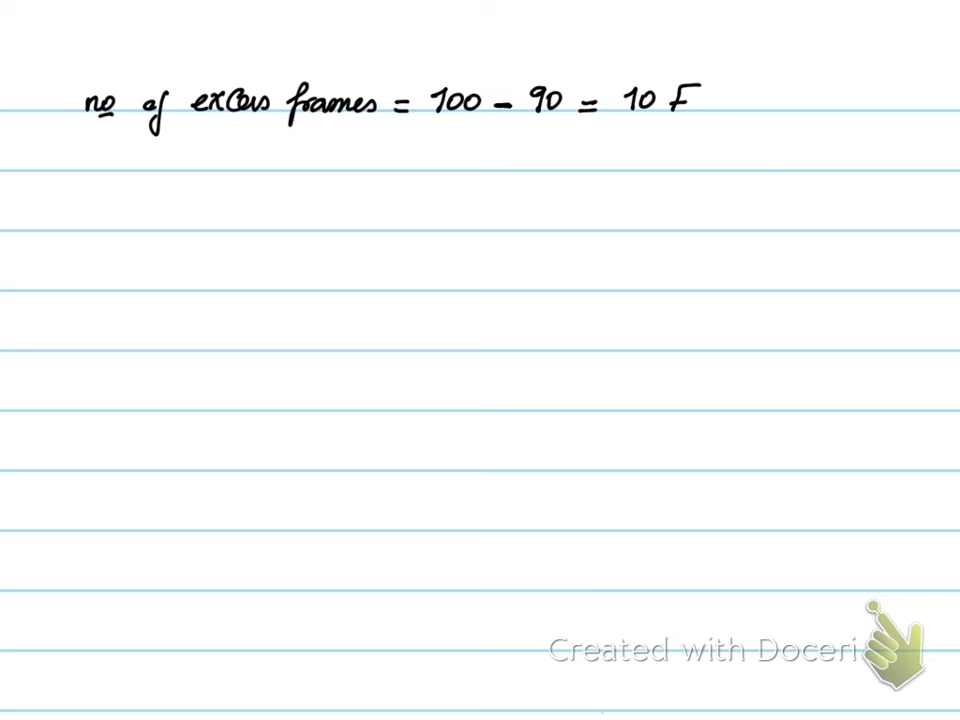 no of excess frames = 100 - 90 = 10 F
Created with Doceri